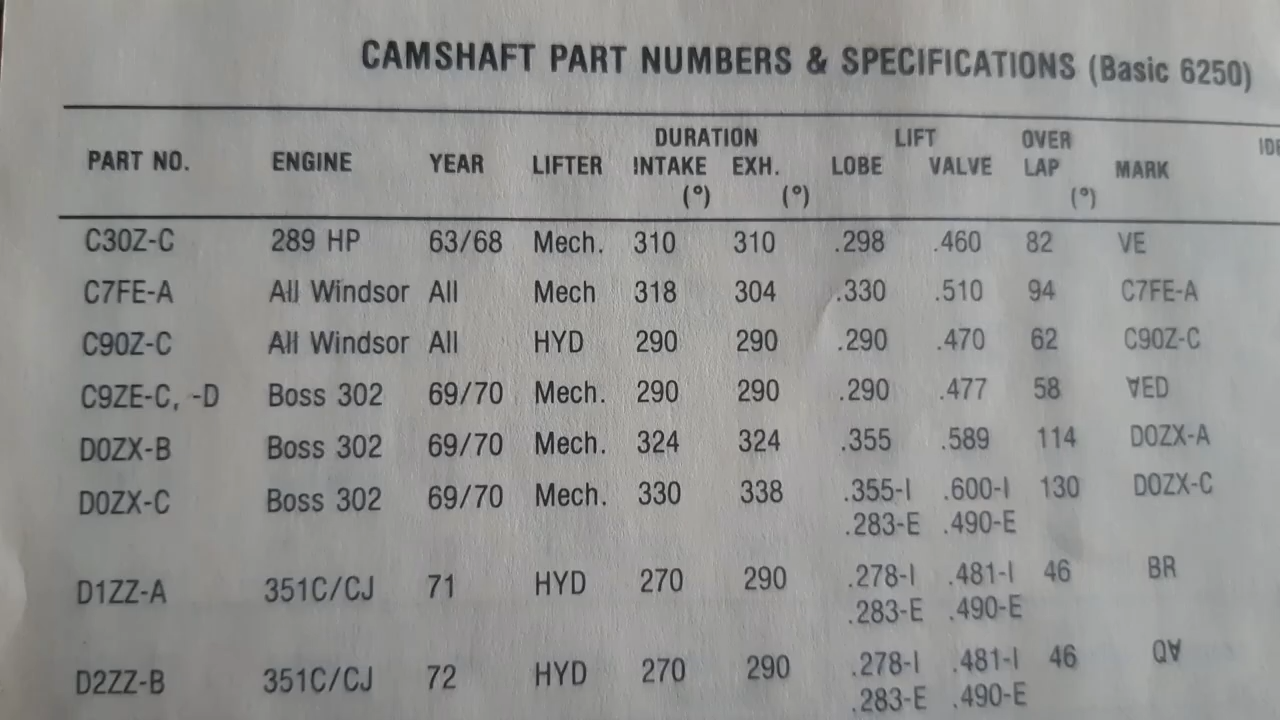 CAMSHAFT PART NUMBERS & SPECIFICATIONS (Basic 6250)
DURATION LIFT OVER
PART NO. ENGINE YEAR LIFTER INTAKE EXH. LOBE VALVE LAP MARK
(°) (°) (°)
C30Z-C 289 HP 63/68 Mech. 310 310 .298 .460 82 VE
C7FE-A All Windsor All Mech 318 304 .330 .510 94 C7FE-A
C90Z-C All Windsor All HYD 290 290 .290 .470 62 C90Z-C
C9ZE-C, -D Boss 302 69/70 Mech. 290 290 .290 .477 58 ∀ED
D0ZX-B Boss 302 69/70 Mech. 324 324 .355 .589 114 D0ZX-A
D0ZX-C Boss 302 69/70 Mech. 330 338 .355-I .600-I 130 D0ZX-C
.283-E .490-E
D1ZZ-A 351C/CJ 71 HYD 270 290 .278-I .481-I 46 BR
.283-E .490-E
D2ZZ-B 351C/CJ 72 HYD 270 290 .278-I .481-I 46 Q∀
.283-E .490-E